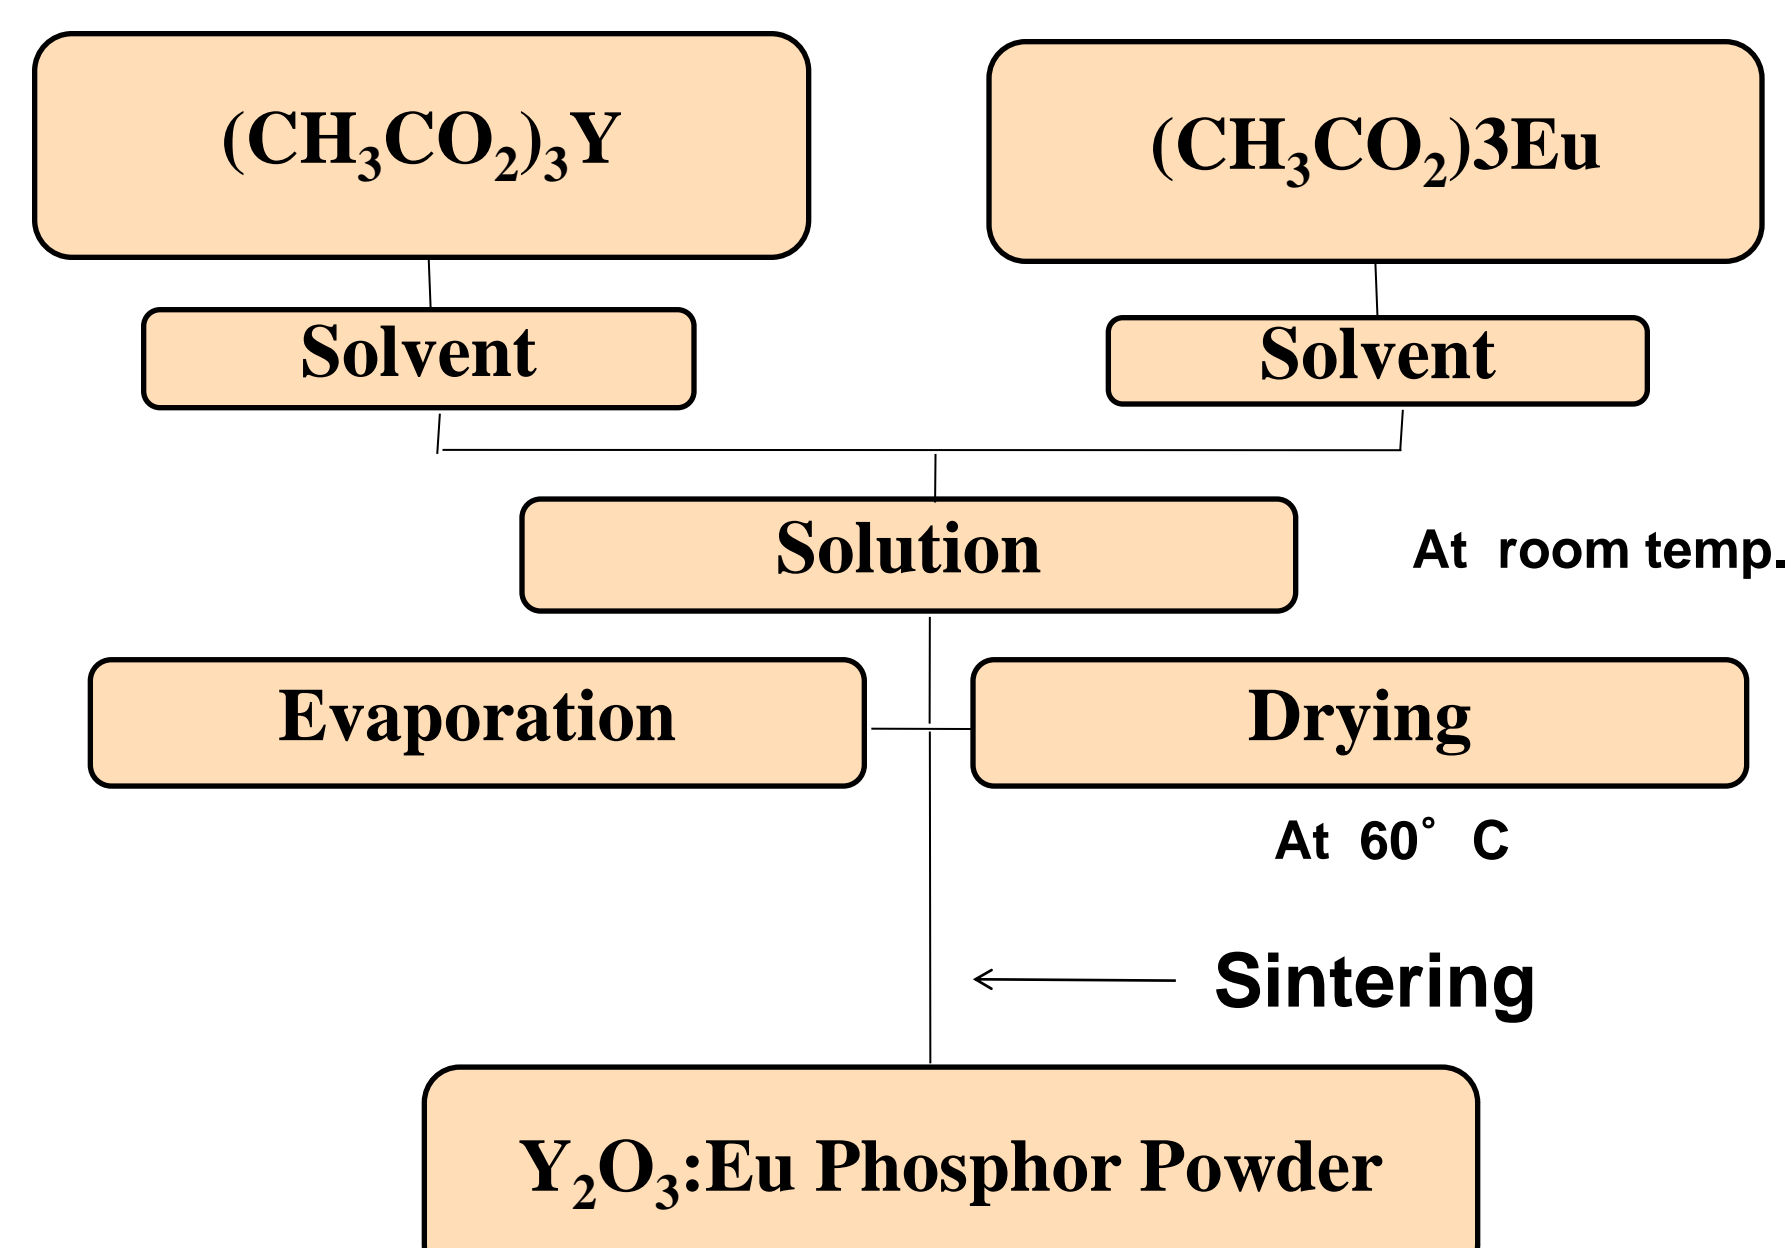 (CH₃CO₂)₃Y
(CH₃CO₂)3Eu
Solvent
Solvent
Solution
At room temp.
Evaporation
Drying
At 60° C
Sintering
Y₂O₃:Eu Phosphor Powder